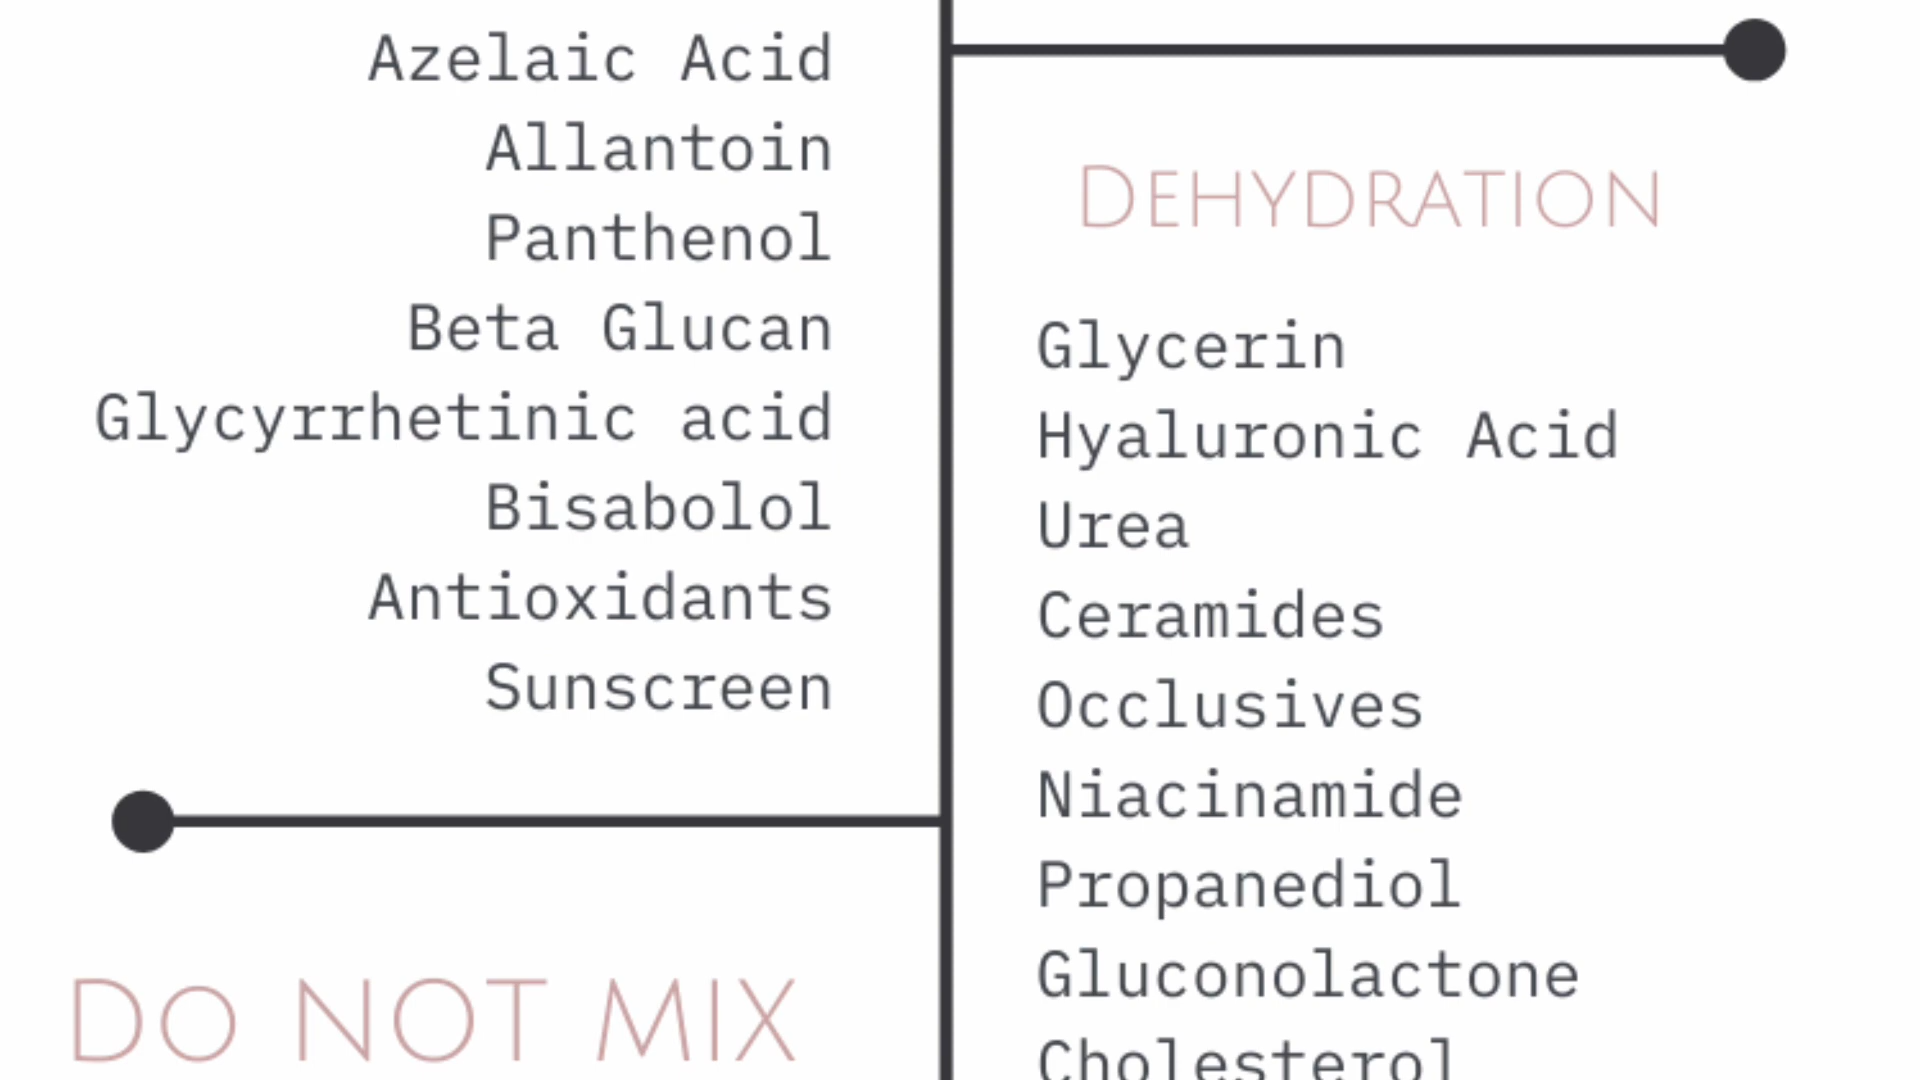 Azelaic Acid
Allantoin
Panthenol
Beta Glucan
Glycyrrhetinic acid
Bisabolol
Antioxidants
Sunscreen
DO NOT MIX
DEHYDRATION
Glycerin
Hyaluronic Acid
Urea
Ceramides
Occlusives
Niacinamide
Propanediol
Gluconolactone
Cholesterol